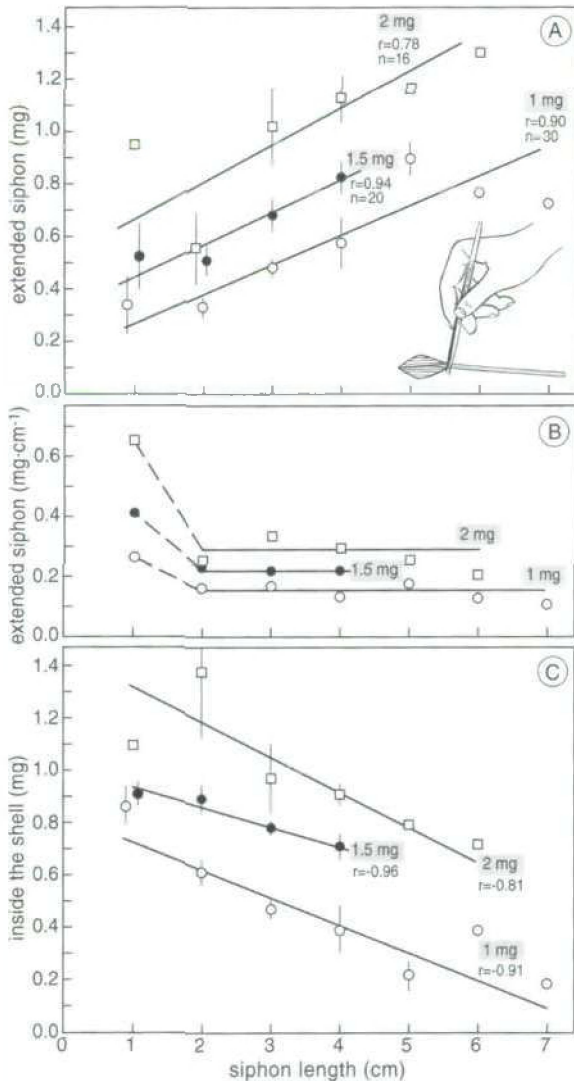 A
extended siphon (mg)
1.4
1.2
1.0
0.8
0.6
0.4
0.2
0.0
2 mg
r=0.78
n=16
1 mg
r=0.90
n=30
1.5 mg
r=0.94
n=20
B
extended siphon (mg·cm⁻¹)
0.6
0.4
0.2
0.0
2 mg
1.5 mg
1 mg
C
inside the shell (mg)
1.4
1.2
1.0
0.8
0.6
0.4
0.2
0.0
1.5 mg
r=-0.96
2 mg
r=-0.81
1 mg
r=-0.91
0 1 2 3 4 5 6 7
siphon length (cm)